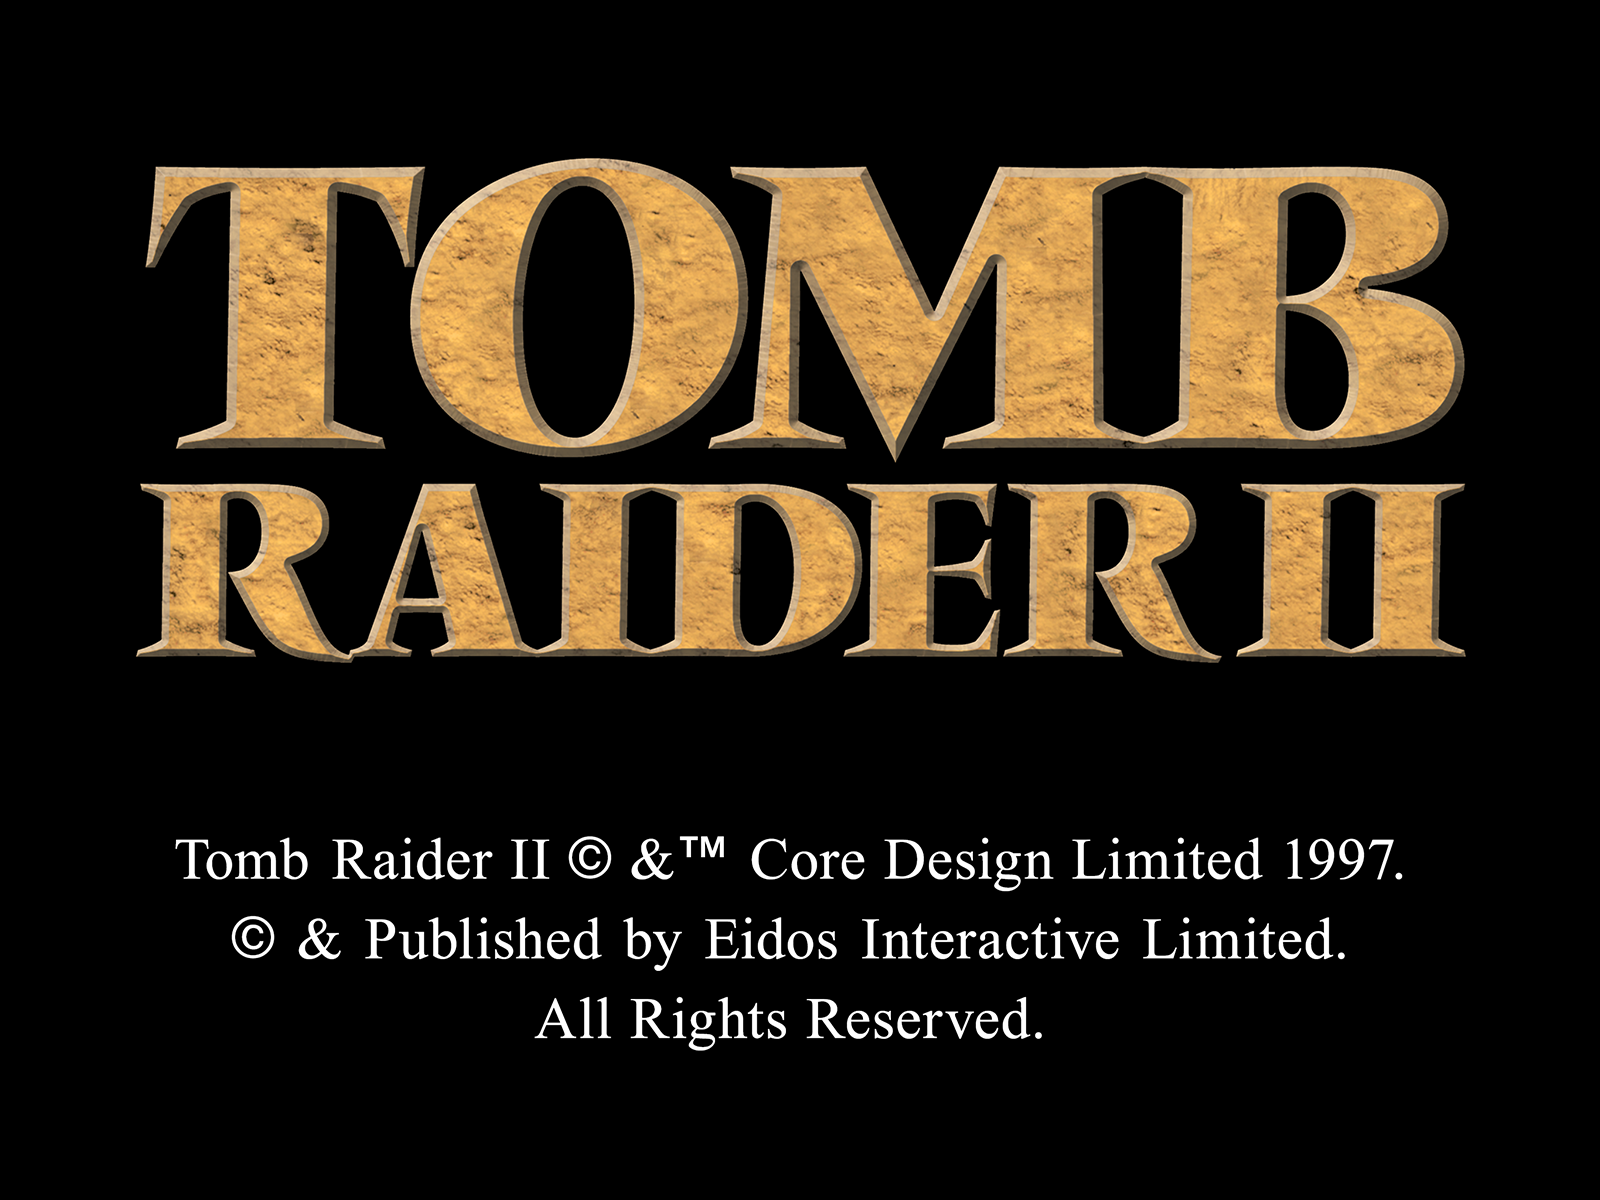 TOMB
RAIDER II
Tomb Raider II © &™ Core Design Limited 1997.
© & Published by Eidos Interactive Limited.
All Rights Reserved.